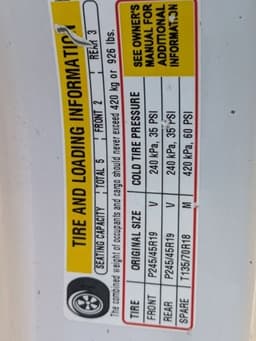 TIRE AND LOADING INFORMATION
SEATING CAPACITY TOTAL 5 FRONT 2 REAR 3
The combined weight of occupants and cargo should never exceed 420 kg or 926 lbs.
TIRE ORIGINAL SIZE COLD TIRE PRESSURE
FRONT P245/45R19 V 240 kPa, 35 PSI
REAR P245/45R19 V 240 kPa, 35 PSI
SPARE T135/70R18 M 420 kPa, 60 PSI
SEE OWNER'S
MANUAL FOR
ADDITIONAL
INFORMATION